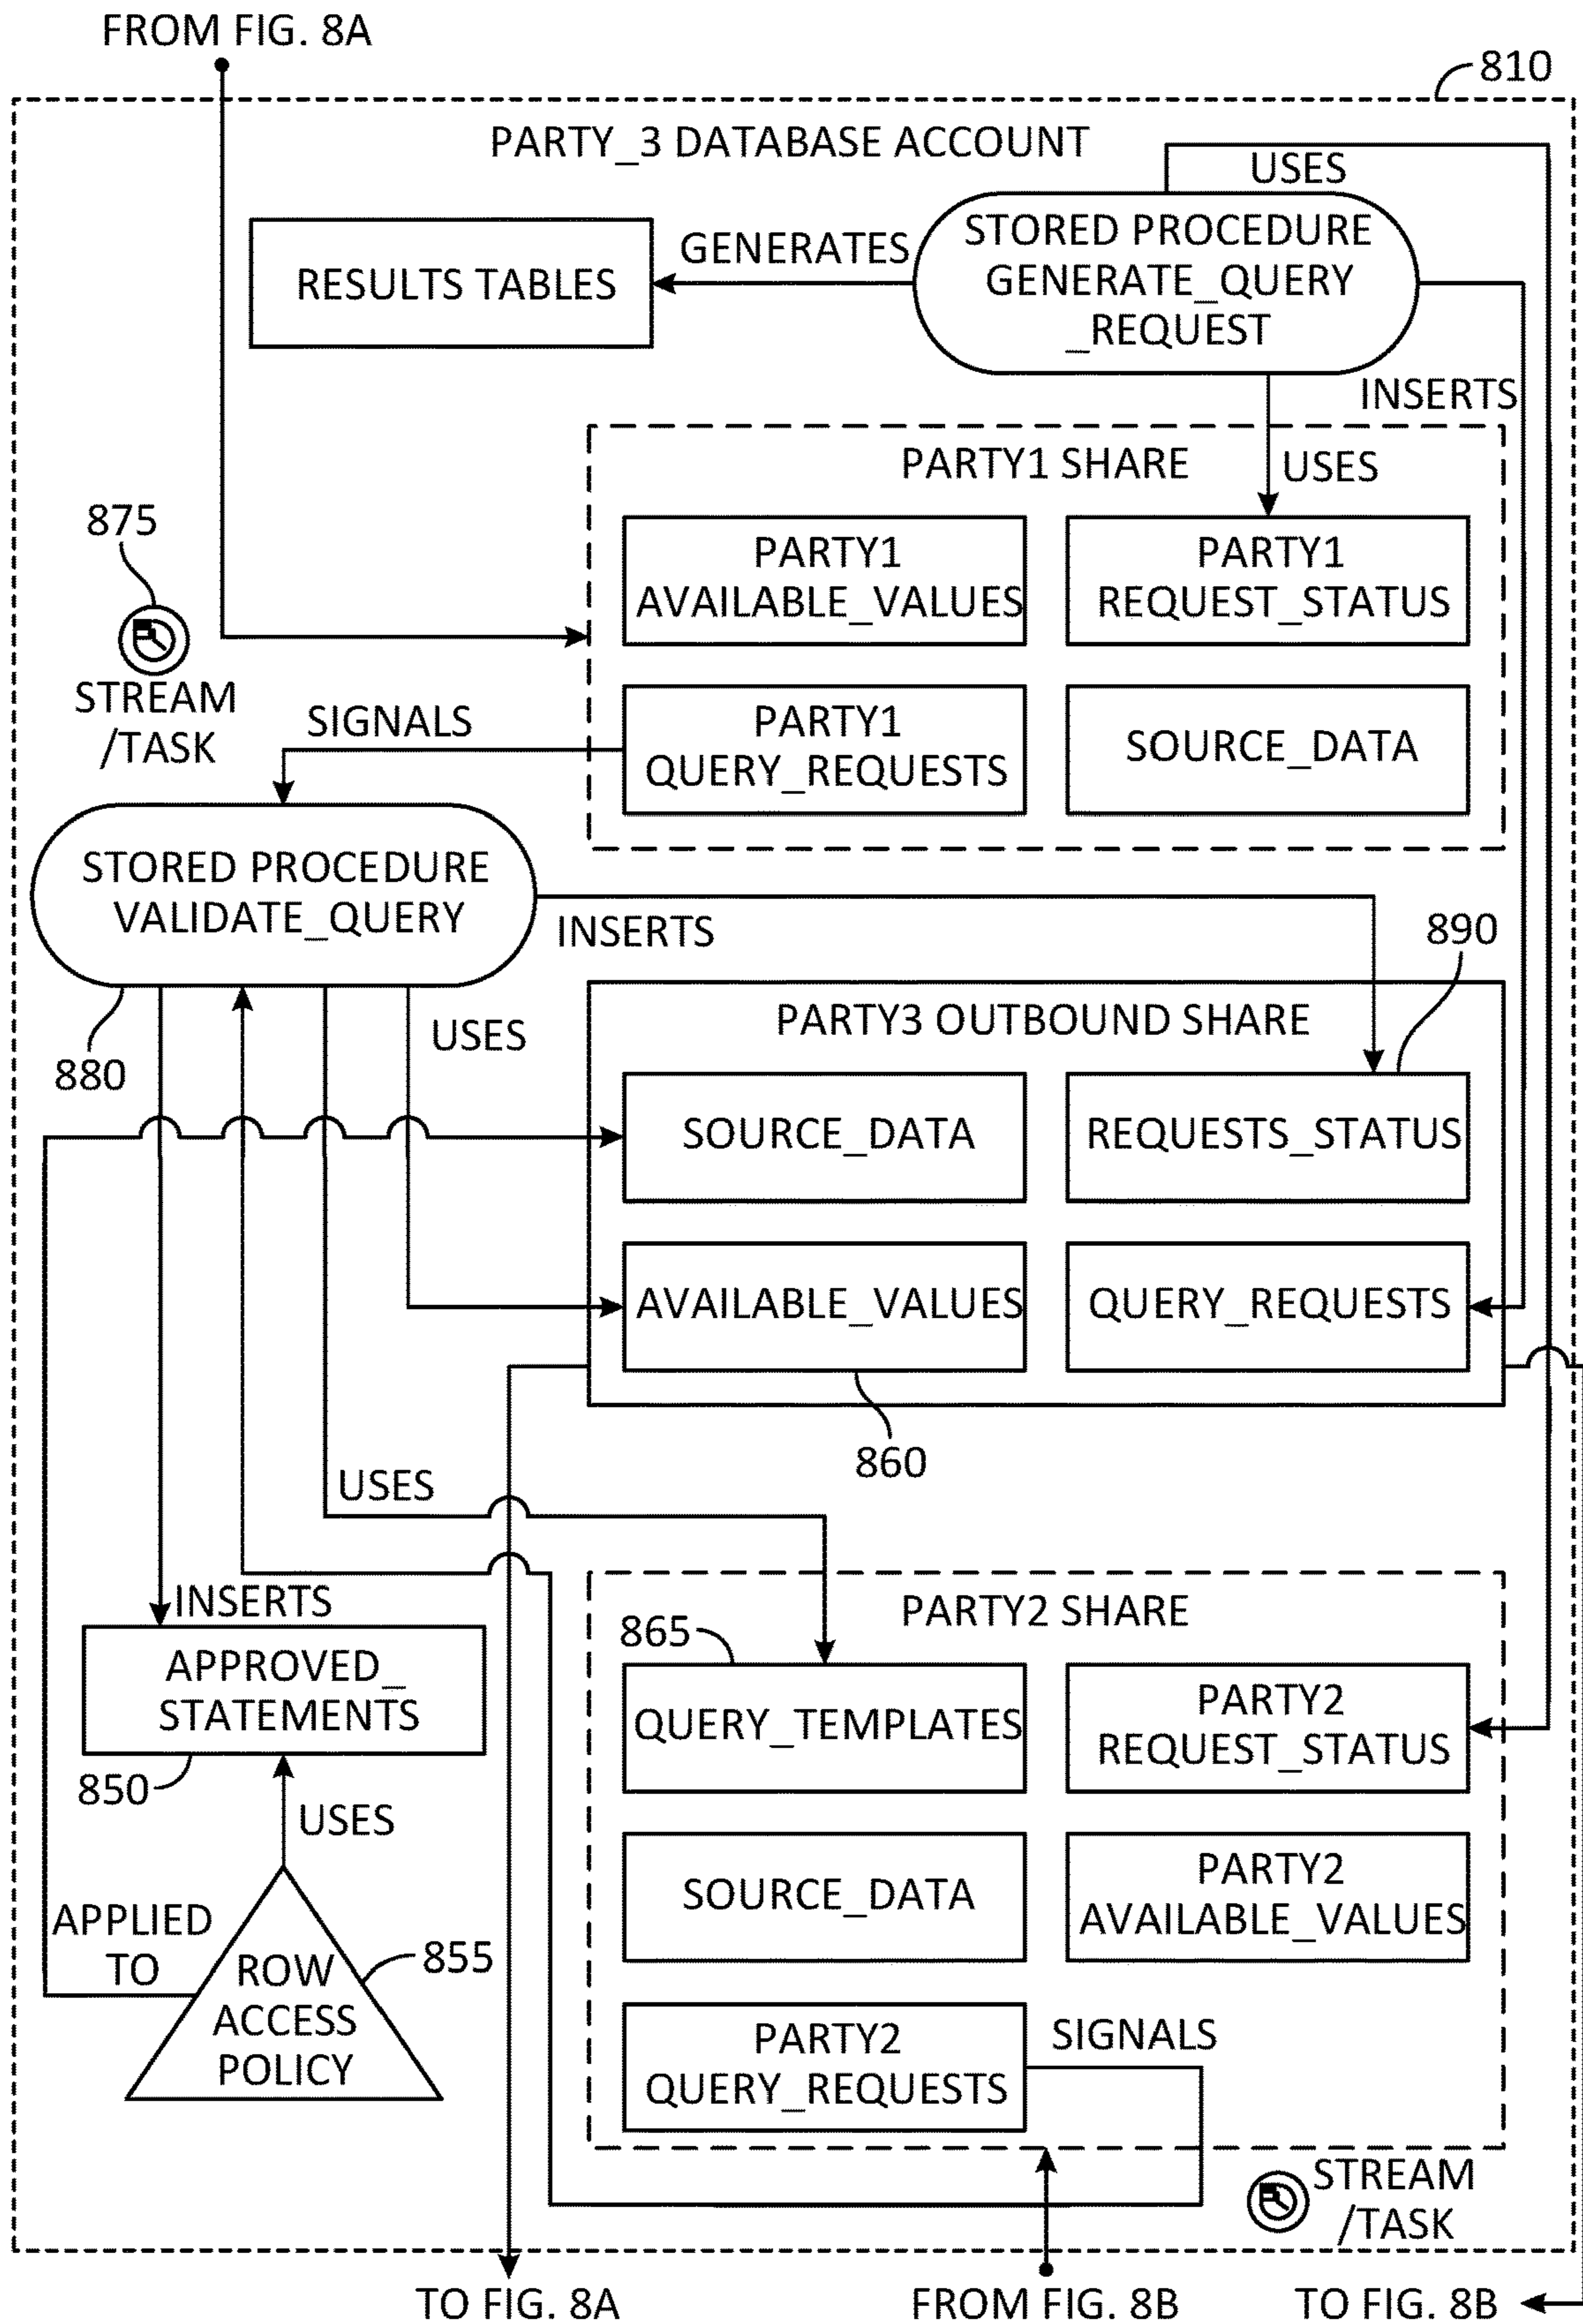 FROM FIG. 8A
810
PARTY_3 DATABASE ACCOUNT
USES
STORED PROCEDURE
GENERATE_QUERY
_REQUEST
GENERATES
RESULTS TABLES
INSERTS
PARTY1 SHARE
USES
PARTY1
AVAILABLE_VALUES
PARTY1
REQUEST_STATUS
875
STREAM
/TASK
SIGNALS
PARTY1
QUERY_REQUESTS
SOURCE_DATA
STORED PROCEDURE
VALIDATE_QUERY
INSERTS
890
880
USES
PARTY3 OUTBOUND SHARE
SOURCE_DATA
REQUESTS_STATUS
AVAILABLE_VALUES
QUERY_REQUESTS
860
USES
INSERTS
APPROVED_
STATEMENTS
850
USES
PARTY2 SHARE
865
QUERY_TEMPLATES
PARTY2
REQUEST_STATUS
SOURCE_DATA
PARTY2
AVAILABLE_VALUES
APPLIED
TO
ROW
ACCESS
POLICY
855
PARTY2
QUERY_REQUESTS
SIGNALS
STREAM
/TASK
TO FIG. 8A
FROM FIG. 8B
TO FIG. 8B